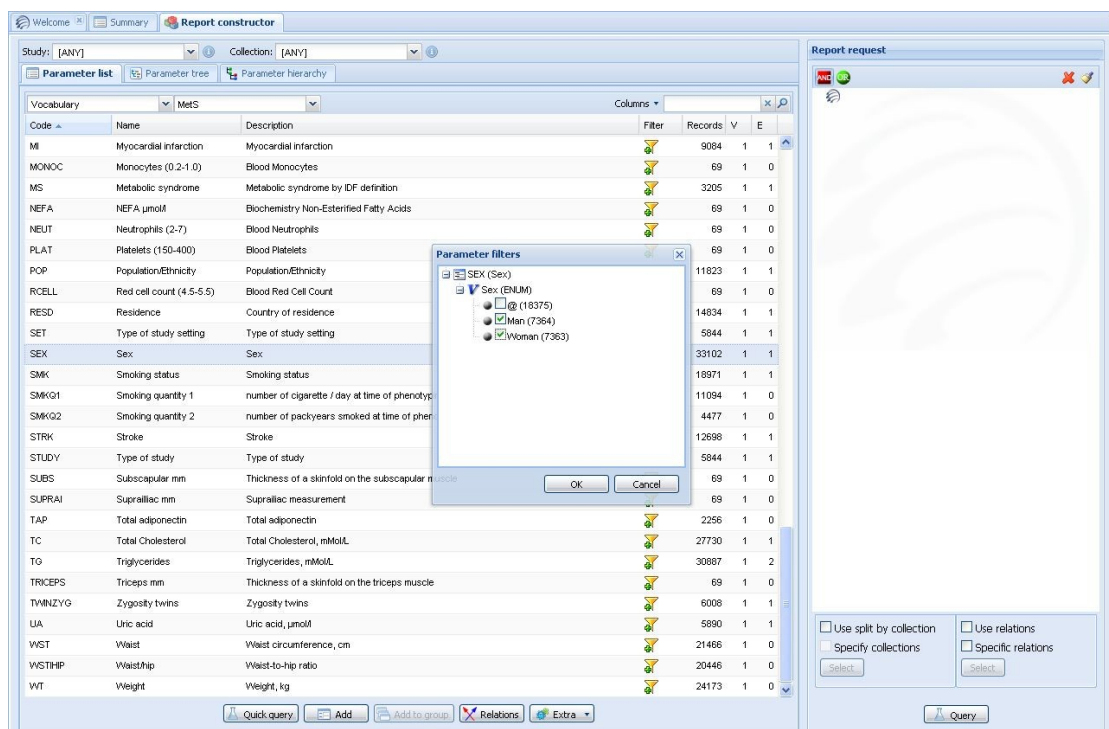 Welcome Summary Report constructor
Study: [ANY] Collection: [ANY]
Parameter list Parameter tree Parameter hierarchy
Vocabulary MetS Columns
Code Name Description Filter Records V E
MI Myocardial infarction Myocardial infarction 9084 1 1
MONOC Monocytes (0.2-1.0) Blood Monocytes 69 1 0
MS Metabolic syndrome Metabolic syndrome by IDF definition 3205 1 1
NEFA NEFA µmol/l Biochemistry Non-Esterified Fatty Acids 69 1 0
NEUT Neutrophils (2-7) Blood Neutrophils 69 1 0
PLAT Platelets (150-400) Blood Platelets 69 1 0
POP Population/Ethnicity Population/Ethnicity 11823 1 1
RCELL Red cell count (4.5-5.5) Blood Red Cell Count 69 1 0
RESD Residence Country of residence 14834 1 1
SET Type of study setting Type of study setting 5844 1 1
SEX Sex Sex 33102 1 1
SMK Smoking status Smoking status 18971 1 1
SMKQ1 Smoking quantity 1 number of cigarette / day at time of phenotyp 11094 1 0
SMKQ2 Smoking quantity 2 number of packyears smoked at time of phen 4477 1 0
STRK Stroke Stroke 12698 1 1
STUDY Type of study Type of study 5844 1 1
SUBS Subscapular mm Thickness of a skinfold on the subscapular muscle 69 1 0
SUPRAI Suprailliac mm Suprailiac measurement 69 1 0
TAP Total adiponectin Total adiponectin 2256 1 0
TC Total Cholesterol Total Cholesterol, mMol/L 27730 1 1
TG Triglycerides Triglycerides, mMol/L 30887 1 2
TRICEPS Triceps mm Thickness of a skinfold on the triceps muscle 69 1 0
TWINZYG Zygosity twins Zygosity twins 6008 1 1
UA Uric acid Uric acid, µmol/l 5890 1 1
WST Waist Waist circumference, cm 21466 1 0
WSTIHIP Waist/hip Waist-to-hip ratio 20446 1 0
WT Weight Weight, kg 24173 1 0
Quick query Add Add to group Relations Extra
Parameter filters
SEX (Sex)
V Sex (ENUM)
@ (18375)
Man (7364)
Woman (7363)
OK Cancel
Report request
AND OR
Use split by collection Use relations
Specify collections Specific relations
Select Select
Query